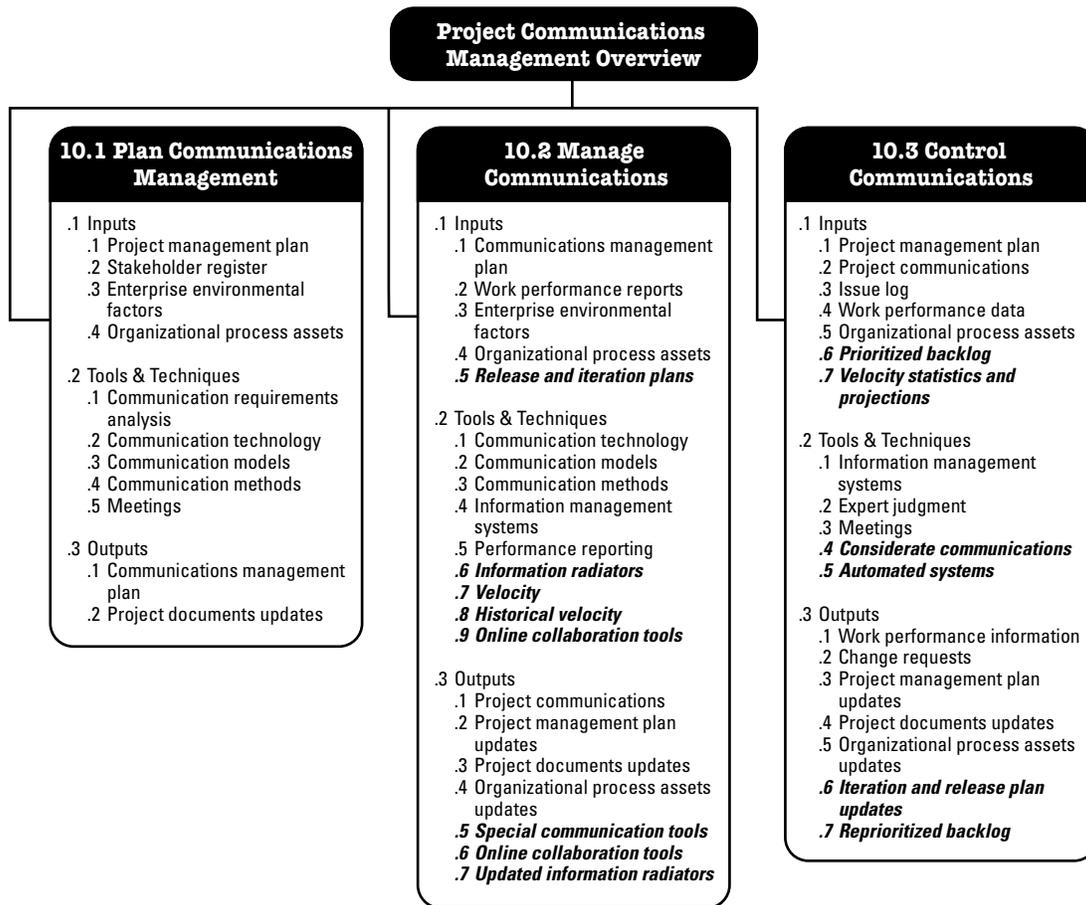 Project Communications
Management Overview
10.1 Plan Communications
Management
.1 Inputs
.1 Project management plan
.2 Stakeholder register
.3 Enterprise environmental
factors
.4 Organizational process assets
.2 Tools & Techniques
.1 Communication requirements
analysis
.2 Communication technology
.3 Communication models
.4 Communication methods
.5 Meetings
.3 Outputs
.1 Communications management
plan
.2 Project documents updates
10.2 Manage
Communications
.1 Inputs
.1 Communications management
plan
.2 Work performance reports
.3 Enterprise environmental
factors
.4 Organizational process assets
.5 Release and iteration plans
.2 Tools & Techniques
.1 Communication technology
.2 Communication models
.3 Communication methods
.4 Information management
systems
.5 Performance reporting
.6 Information radiators
.7 Velocity
.8 Historical velocity
.9 Online collaboration tools
.3 Outputs
.1 Project communications
.2 Project management plan
updates
.3 Project documents updates
.4 Organizational process assets
updates
.5 Special communication tools
.6 Online collaboration tools
.7 Updated information radiators
10.3 Control
Communications
.1 Inputs
.1 Project management plan
.2 Project communications
.3 Issue log
.4 Work performance data
.5 Organizational process assets
.6 Prioritized backlog
.7 Velocity statistics and
projections
.2 Tools & Techniques
.1 Information management
systems
.2 Expert judgment
.3 Meetings
.4 Considerate communications
.5 Automated systems
.3 Outputs
.1 Work performance information
.2 Change requests
.3 Project management plan
updates
.4 Project documents updates
.5 Organizational process assets
updates
.6 Iteration and release plan
updates
.7 Reprioritized backlog